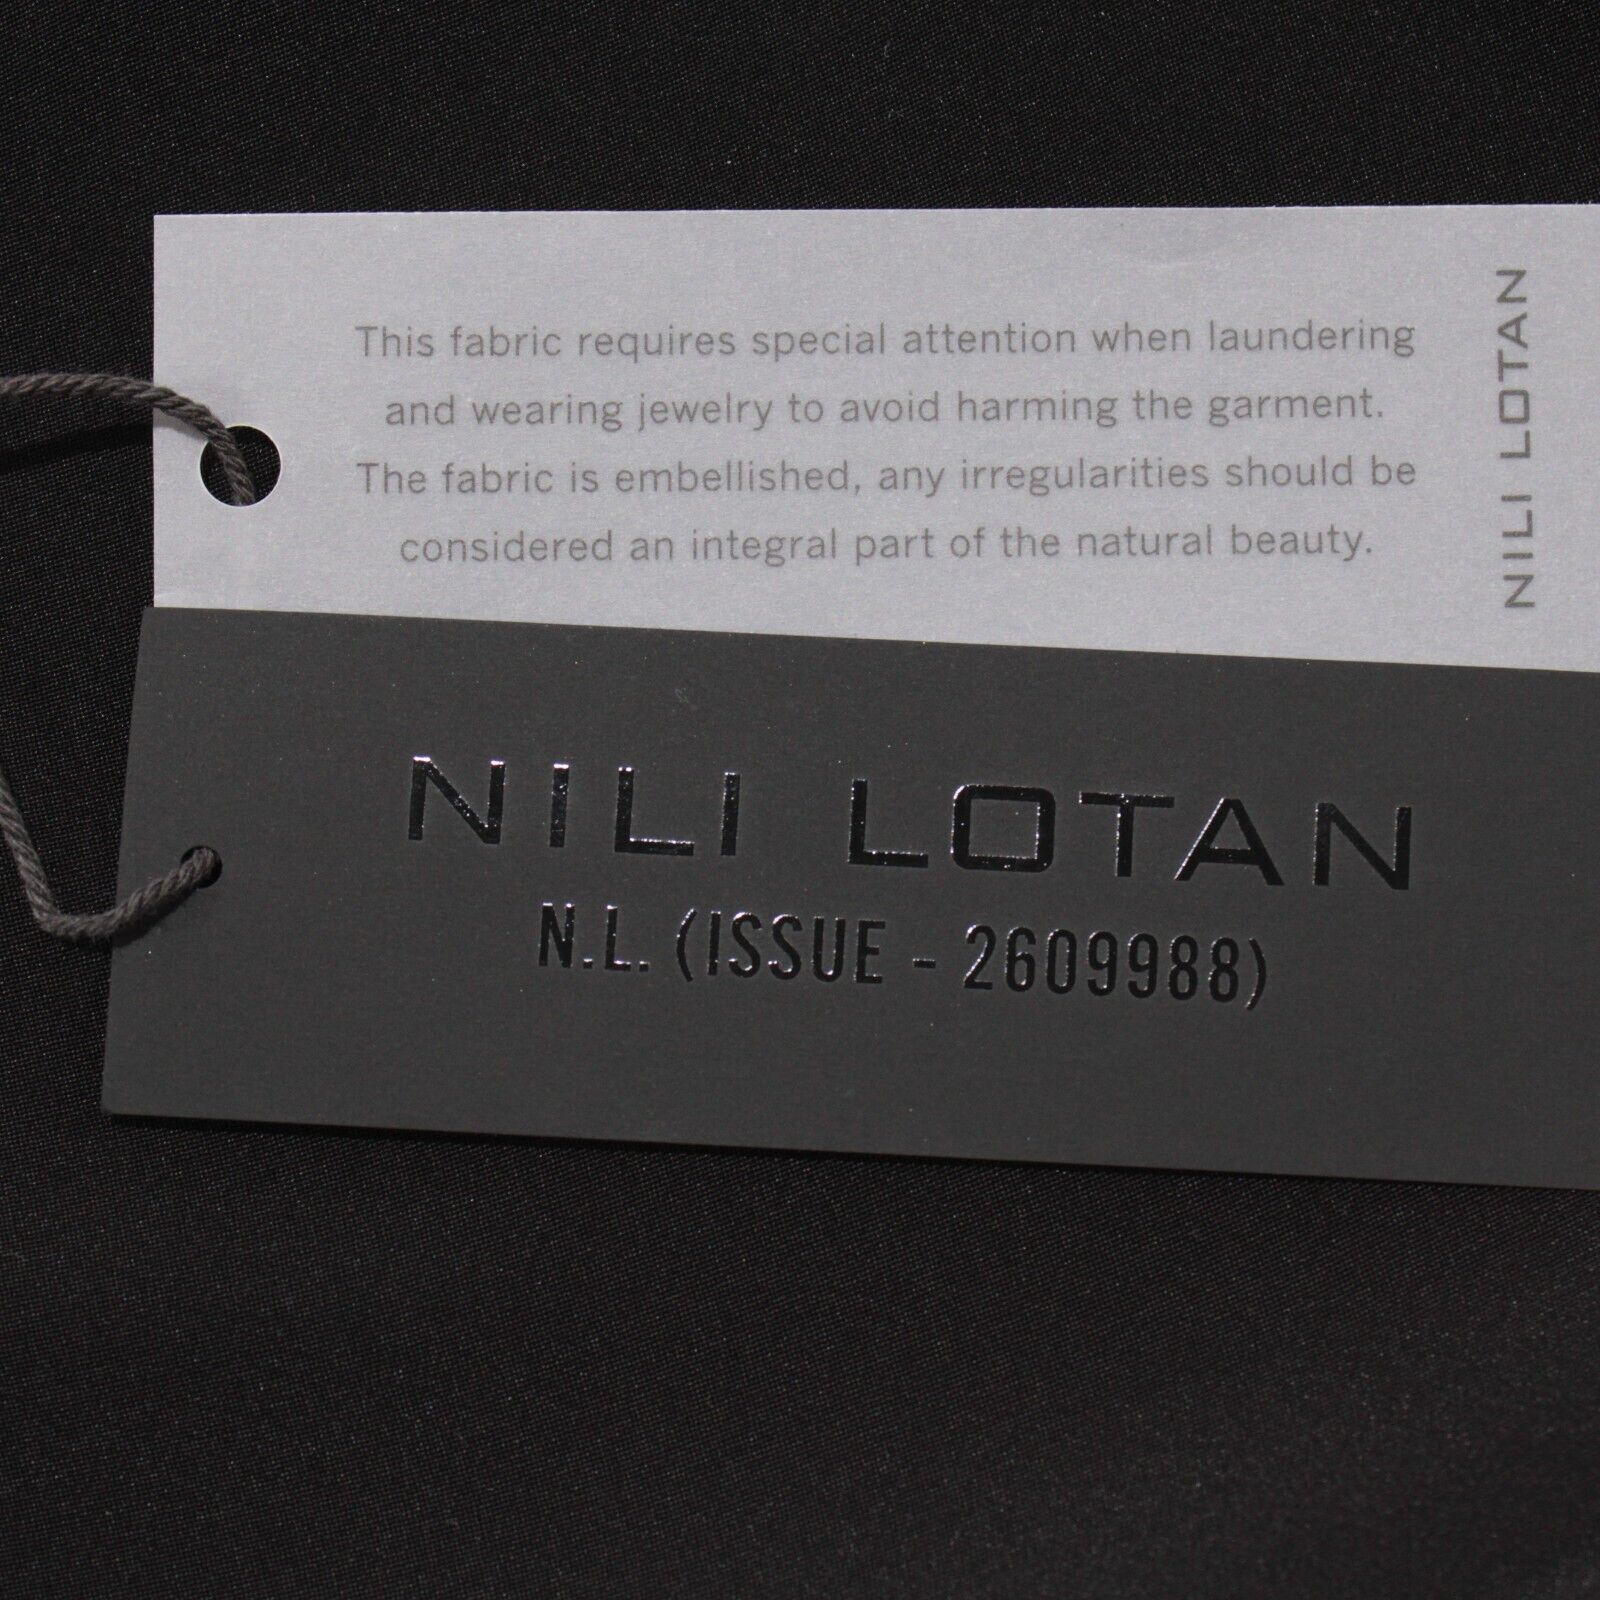 This fabric requires special attention when laundering
and wearing jewelry to avoid harming the garment.
The fabric is embellished, any irregularities should be
considered an integral part of the natural beauty.
NILI LOTAN
NILI LOTAN
N.L. (ISSUE - 2609988)